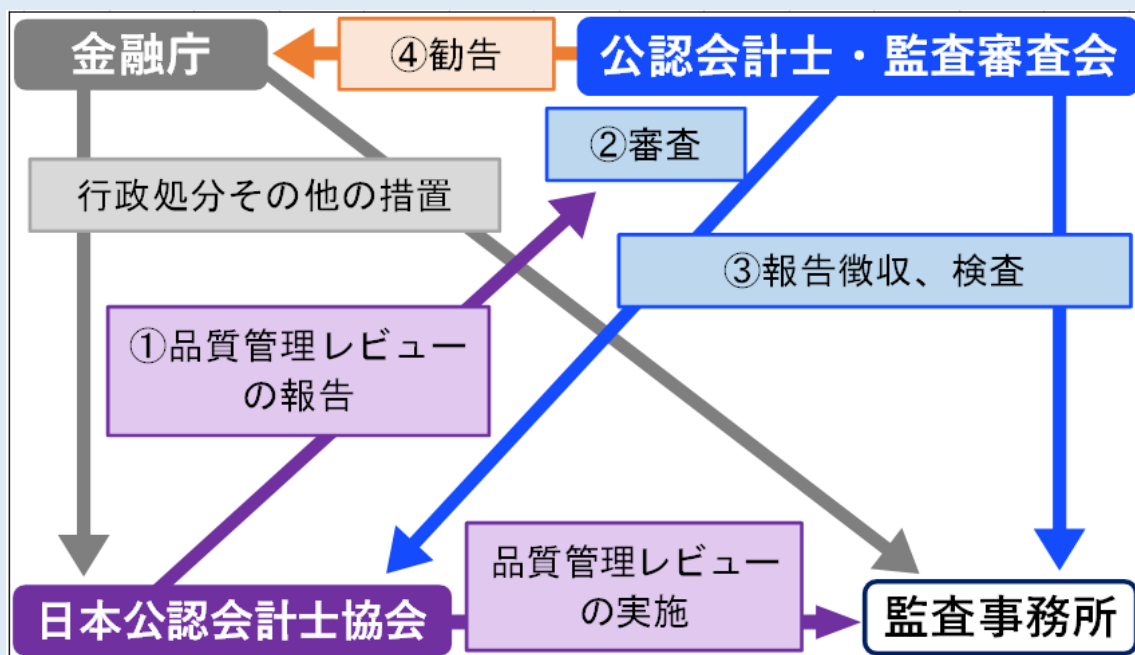 金融庁
④勧告
公認会計士・監査審査会
②審査
行政処分その他の措置
③報告徴収、検査
①品質管理レビュー
の報告
品質管理レビュー
の実施
日本公認会計士協会
監査事務所